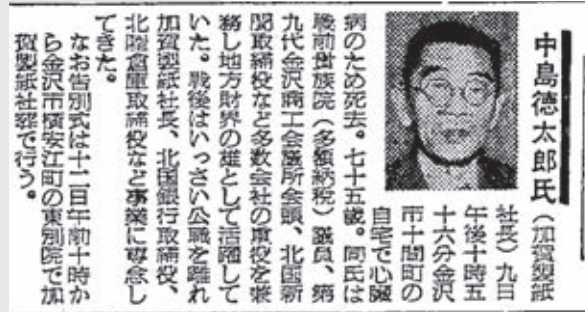 中島徳太郎氏(加賀製紙
社長)九日
午後十時五
十六分金沢
市十間町の
自宅で心臓
病のため死去。七十五歳。同氏は
戦前貴族院(多額納税)議員、第
九代金沢商工会議所会頭、北国新
聞取締役など多数会社の重役を兼
務し地方財界の雄として活躍して
いた。戦後はいっさい公職を離れ
加賀製紙社長、北国銀行取締役、
北陸倉庫取締役など事業に専念し
てきた。
なお告別式は十二日午前十時か
ら金沢市横安江町の東別院で加
賀製紙社葬で行う。